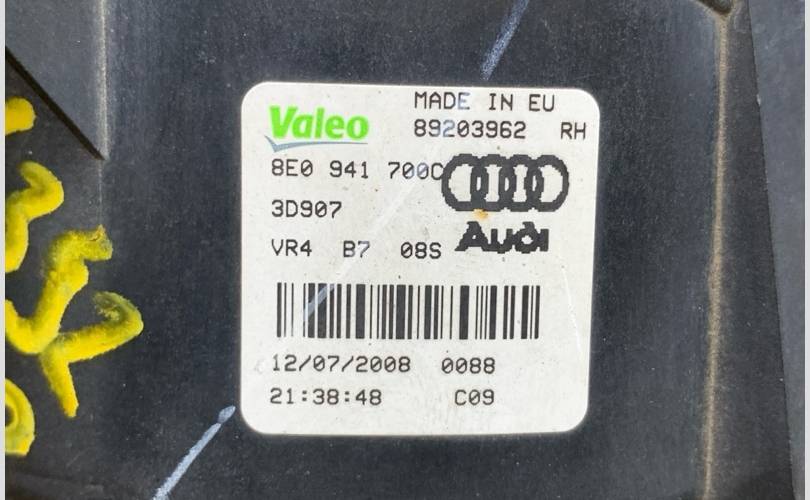 MADE IN EU
Valeo 89203962 RH
8E0 941 700C
3D907
Audi
VR4 B7 08S
12/07/2008 0088
21:38:48 C09